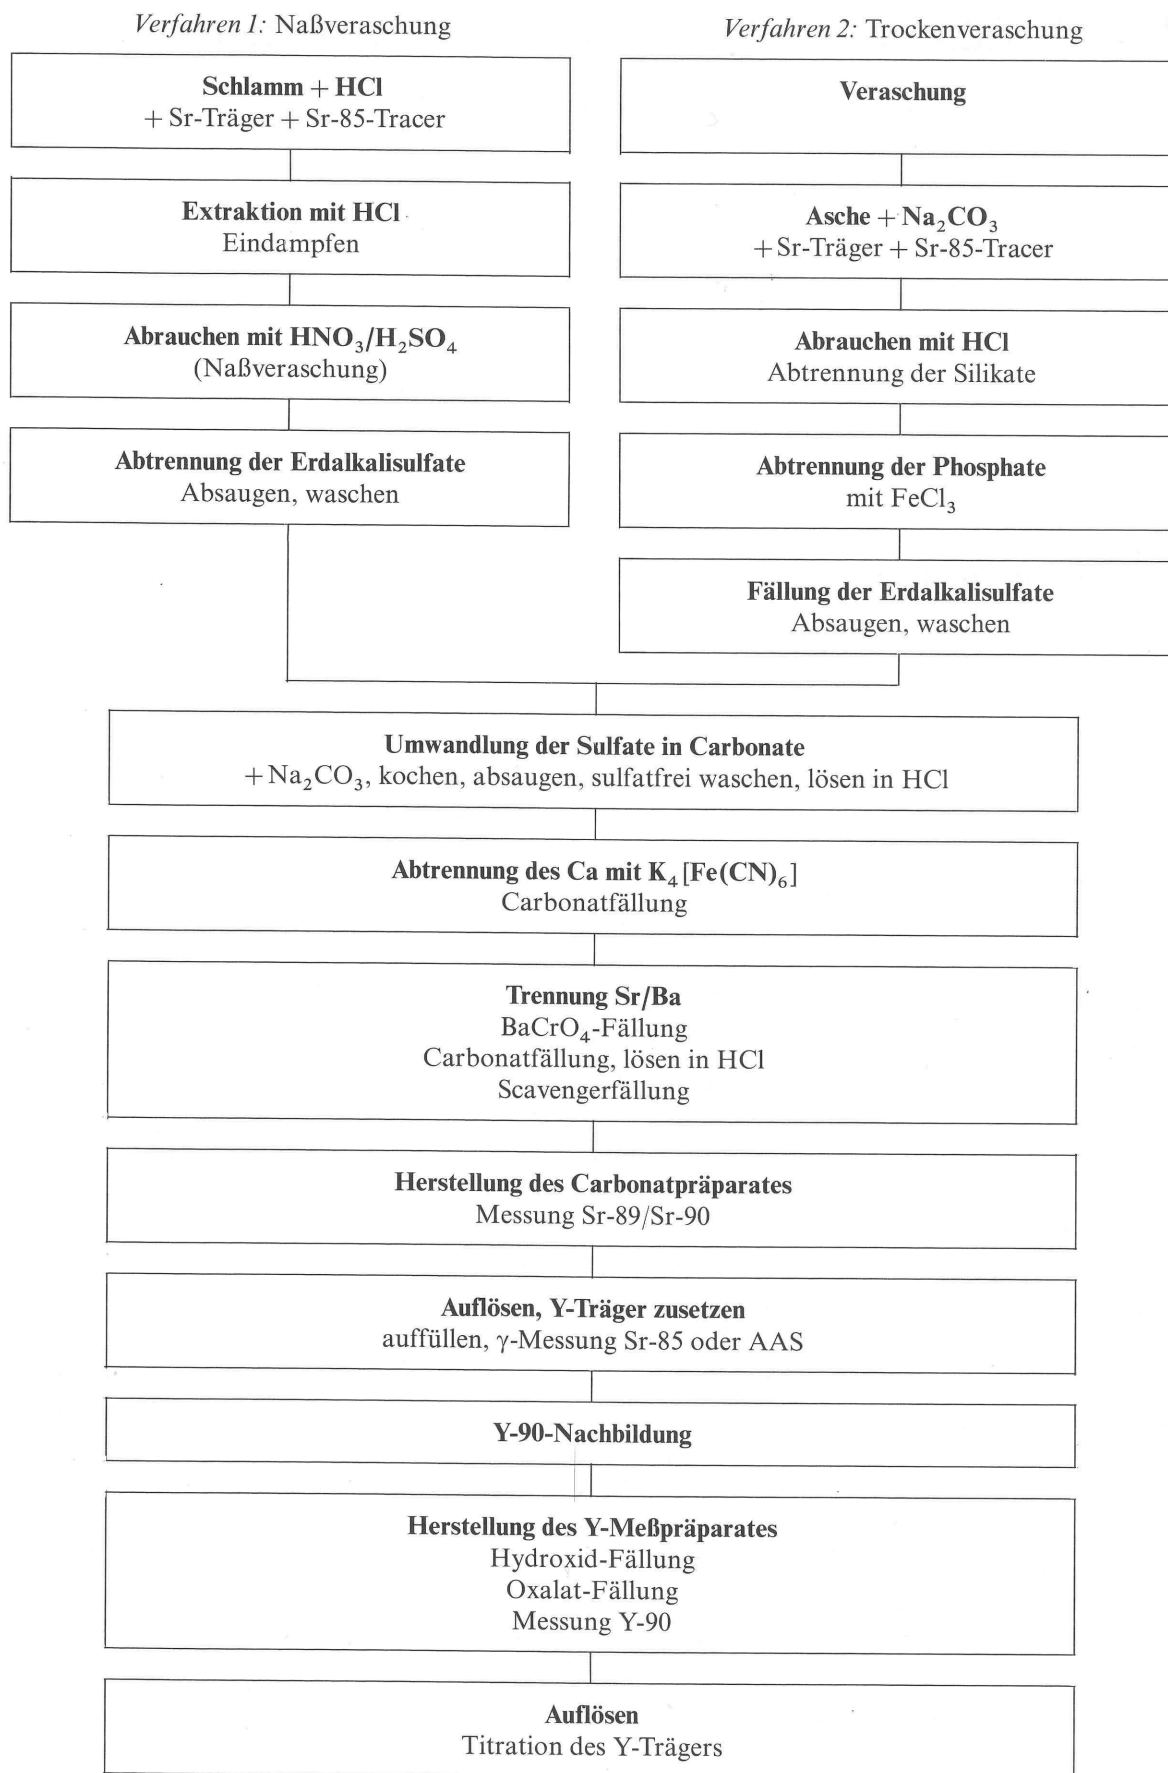 Verfahren 1: Naßveraschung
Schlamm + HCl
+ Sr-Träger + Sr-85-Tracer
Extraktion mit HCl
Eindampfen
Abrauchen mit HNO₃/H₂SO₄
(Naßveraschung)
Abtrennung der Erdalkalisulfate
Absaugen, waschen
Verfahren 2: Trockenveraschung
Veraschung
Asche + Na₂CO₃
+ Sr-Träger + Sr-85-Tracer
Abrauchen mit HCl
Abtrennung der Silikate
Abtrennung der Phosphate
mit FeCl₃
Fällung der Erdalkalisulfate
Absaugen, waschen
Umwandlung der Sulfate in Carbonate
+ Na₂CO₃, kochen, absaugen, sulfatfrei waschen, lösen in HCl
Abtrennung des Ca mit K₄[Fe(CN)₆]
Carbonatfällung
Trennung Sr/Ba
BaCrO₄-Fällung
Carbonatfällung, lösen in HCl
Scavengerfällung
Herstellung des Carbonatpräparates
Messung Sr-89/Sr-90
Auflösen, Y-Träger zusetzen
auffüllen, γ-Messung Sr-85 oder AAS
Y-90-Nachbildung
Herstellung des Y-Meßpräparates
Hydroxid-Fällung
Oxalat-Fällung
Messung Y-90
Auflösen
Titration des Y-Trägers